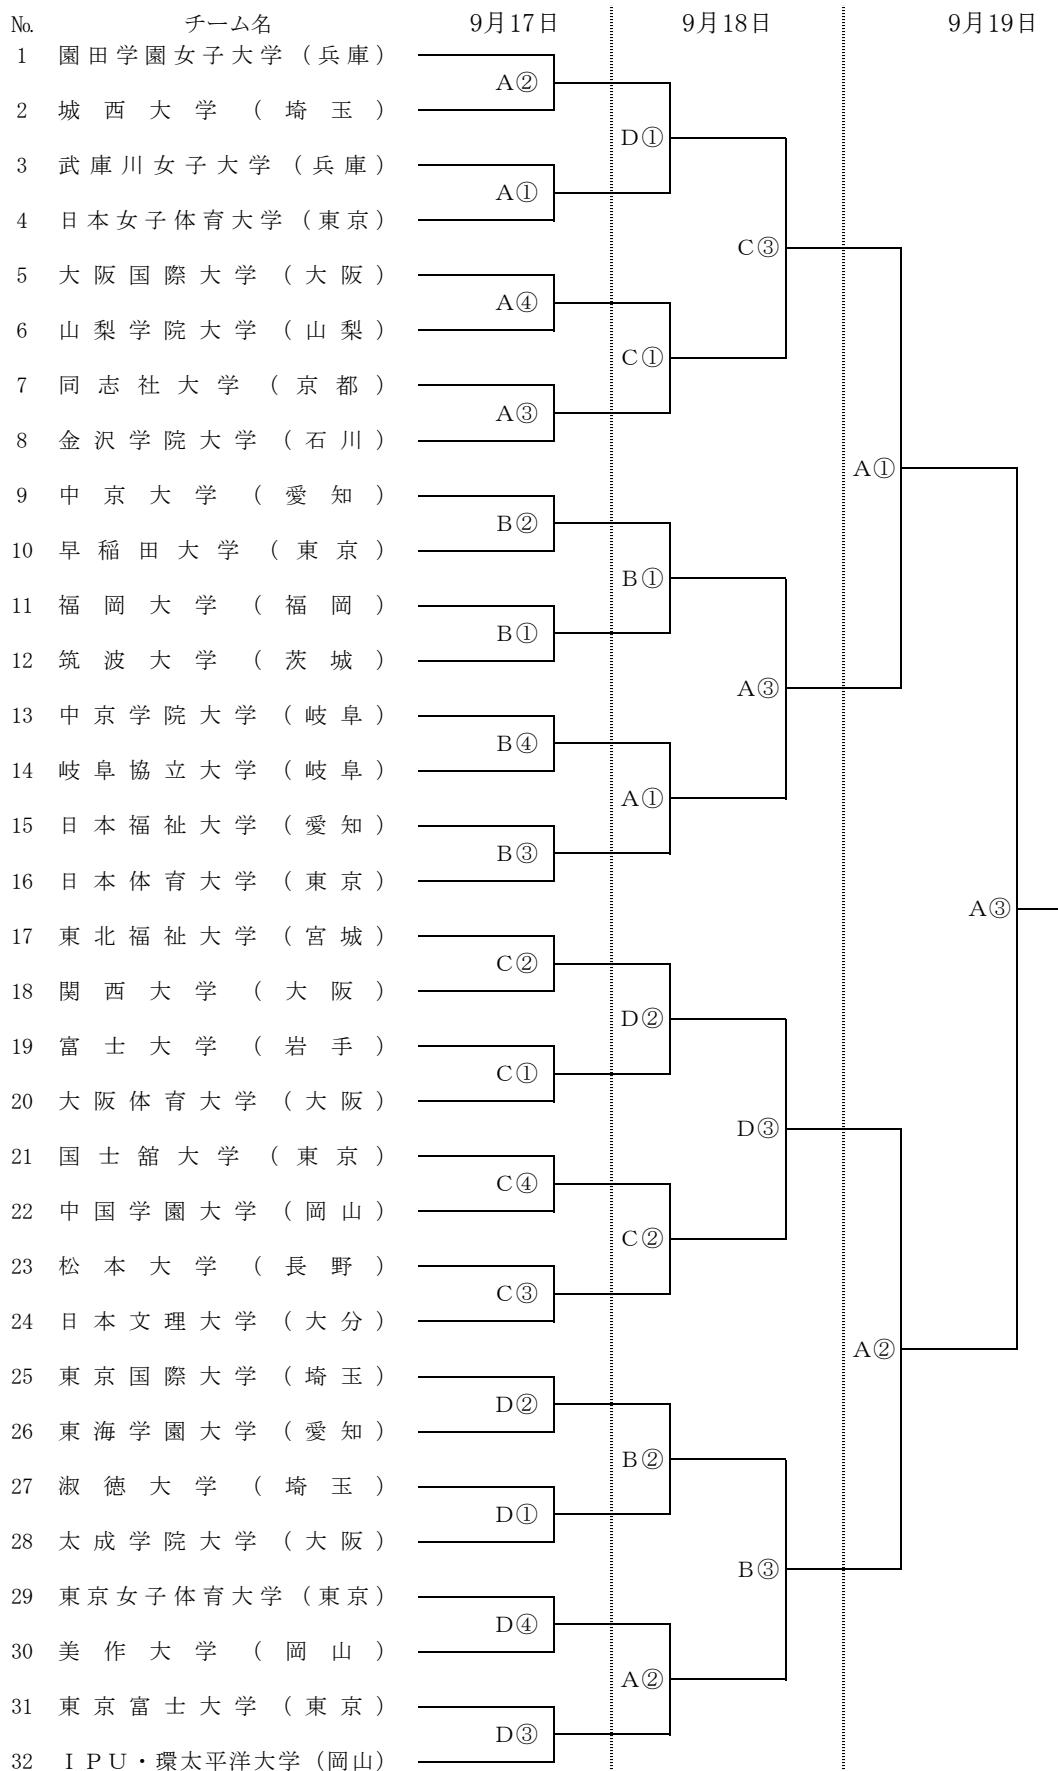 № チーム名 9月17日 9月18日 9月19日
1 園田学園女子大学（兵庫）
A②
2 城西大学（埼玉）
D①
3 武庫川女子大学（兵庫）
A①
4 日本女子体育大学（東京）
C③
5 大阪国際大学（大阪）
A④
6 山梨学院大学（山梨）
C①
7 同志社大学（京都）
A③
8 金沢学院大学（石川）
A①
9 中京大学（愛知）
B②
10 早稲田大学（東京）
B①
11 福岡大学（福岡）
B①
12 筑波大学（茨城）
A③
13 中京学院大学（岐阜）
B④
14 岐阜協立大学（岐阜）
A①
15 日本福祉大学（愛知）
B③
16 日本体育大学（東京）
A③
17 東北福祉大学（宮城）
C②
18 関西大学（大阪）
D②
19 富士大学（岩手）
C①
20 大阪体育大学（大阪）
D③
21 国士舘大学（東京）
C④
22 中国学園大学（岡山）
C②
23 松本大学（長野）
C③
24 日本文理大学（大分）
A②
25 東京国際大学（埼玉）
D②
26 東海学園大学（愛知）
B②
27 淑徳大学（埼玉）
D①
28 太成学院大学（大阪）
B③
29 東京女子体育大学（東京）
D④
30 美作大学（岡山）
A②
31 東京富士大学（東京）
D③
32 ＩＰＵ・環太平洋大学（岡山）